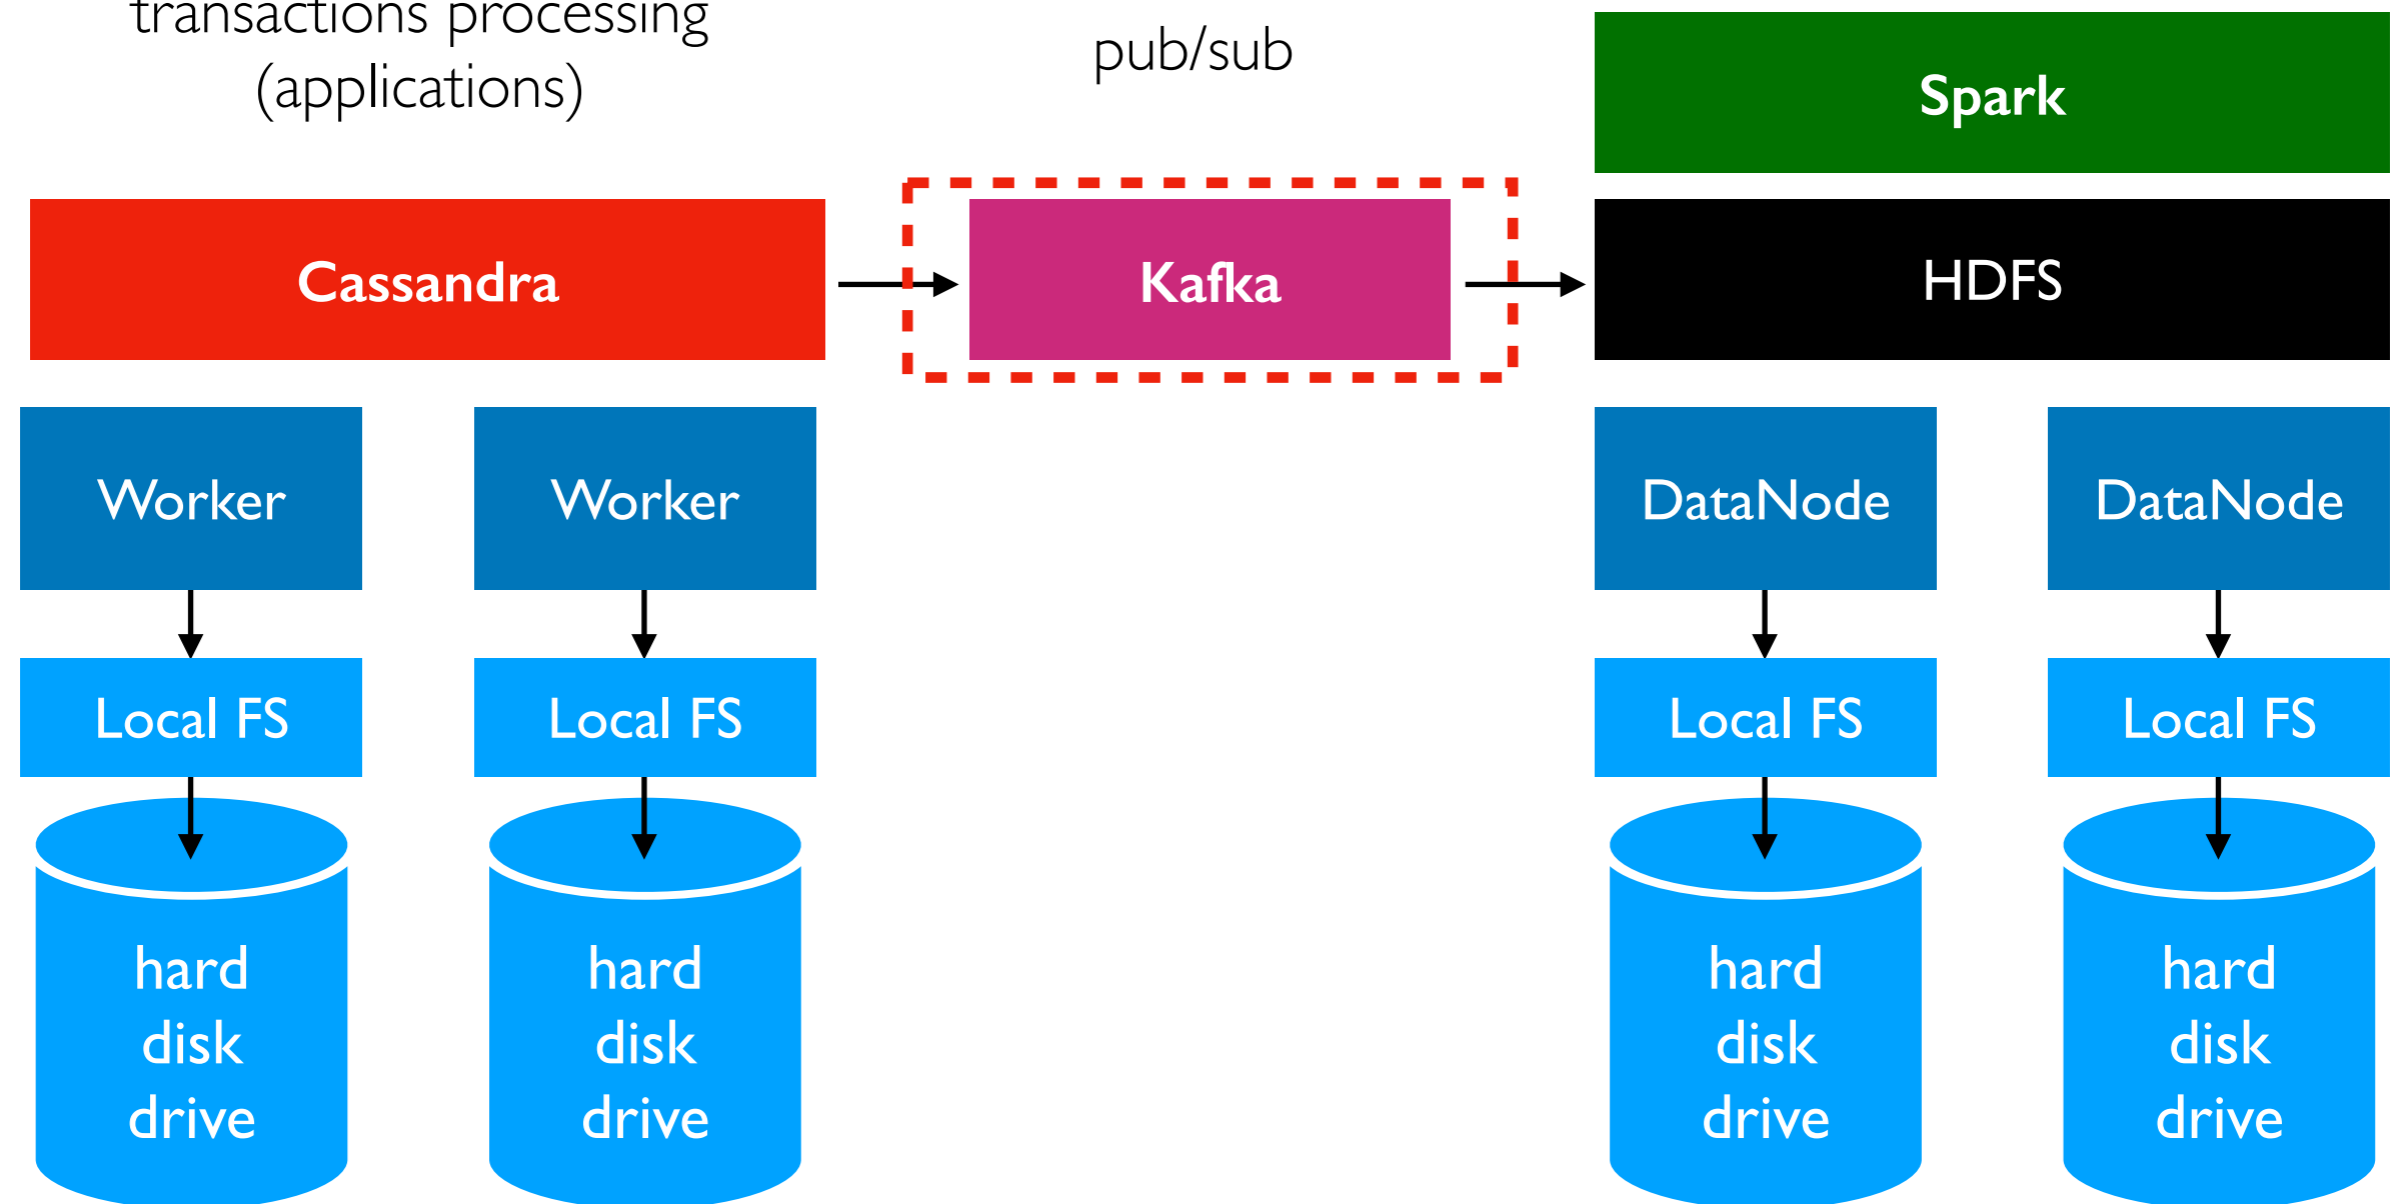 transactions processing
(applications)
pub/sub
Spark
Cassandra
Kafka
HDFS
Worker
Worker
DataNode
DataNode
Local FS
Local FS
Local FS
Local FS
hard
disk
drive
hard
disk
drive
hard
disk
drive
hard
disk
drive